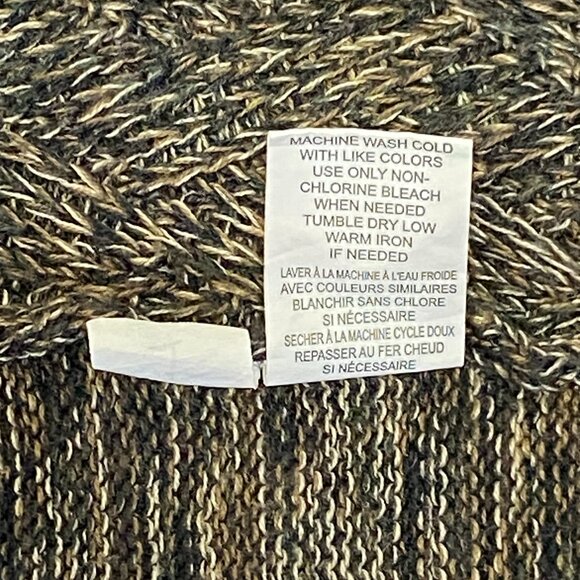 MACHINE WASH COLD
WITH LIKE COLORS
USE ONLY NON-
CHLORINE BLEACH
WHEN NEEDED
TUMBLE DRY LOW
WARM IRON
IF NEEDED
LAVER À LA MACHINE À L'EAU FROIDE
AVEC COULEURS SIMILAIRES
BLANCHIR SANS CHLORE
SI NÉCESSAIRE
SECHER À LA MACHINE CYCLE DOUX
REPASSER AU FER CHEUD
SI NÉCESSAIRE